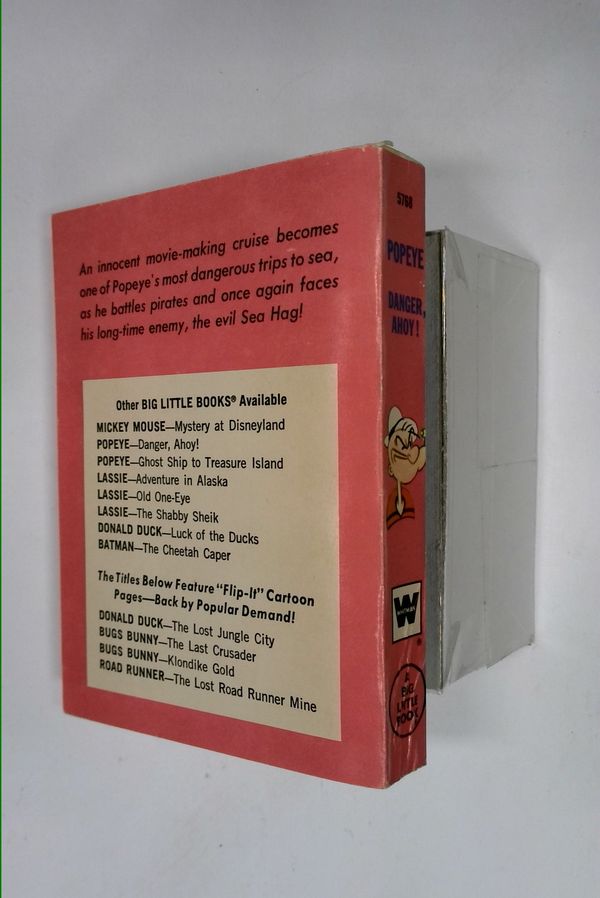 An innocent movie-making cruise becomes
one of Popeye's most dangerous trips to sea,
as he battles pirates and once again faces
his long-time enemy, the evil Sea Hag!
Other BIG LITTLE BOOKS® Available
MICKEY MOUSE—Mystery at Disneyland
POPEYE—Danger, Ahoy!
POPEYE—Ghost Ship to Treasure Island
LASSIE—Adventure in Alaska
LASSIE—Old One-Eye
LASSIE—The Shabby Sheik
DONALD DUCK—Luck of the Ducks
BATMAN—The Cheetah Caper
The Titles Below Feature "Flip-It" Cartoon
Pages—Back by Popular Demand!
DONALD DUCK—The Lost Jungle City
BUGS BUNNY—The Last Crusader
BUGS BUNNY—Klondike Gold
ROAD RUNNER—The Lost Road Runner Mine
5768
POPEYE
DANGER,
AHOY!
W
WHITMAN
®
A
BIG
LITTLE
BOOK